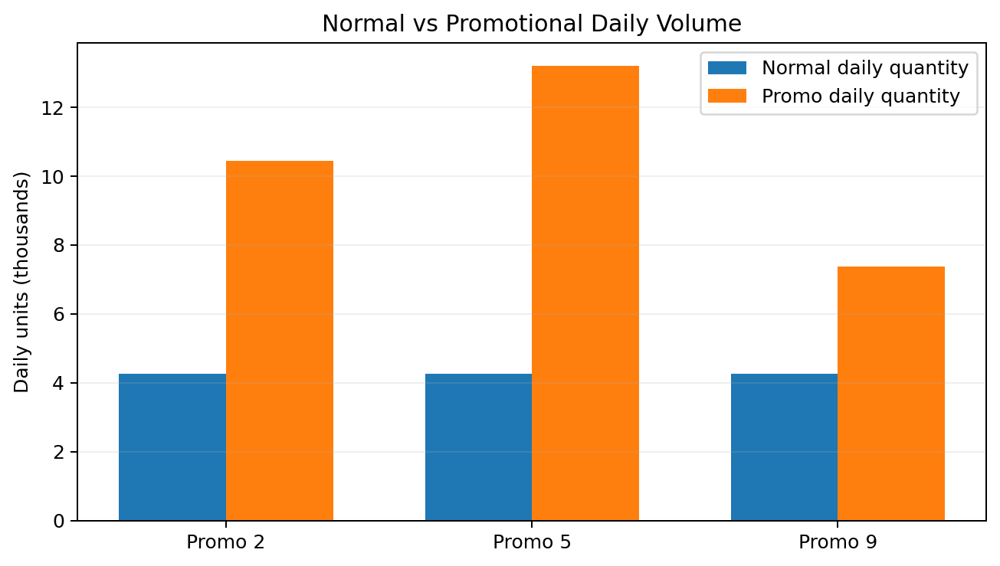 Normal vs Promotional Daily Volume
Normal daily quantity
Promo daily quantity
Daily units (thousands)
12
10
8
6
4
2
0
Promo 2
Promo 5
Promo 9